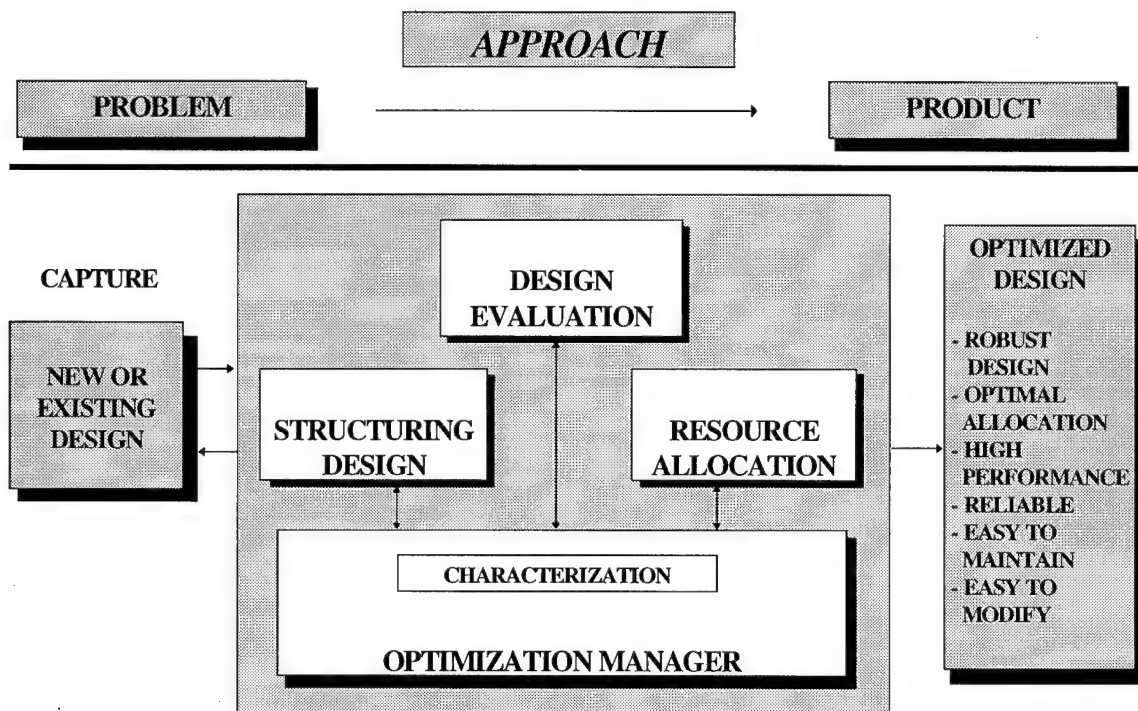 APPROACH
PROBLEM
PRODUCT
CAPTURE
NEW OR
EXISTING
DESIGN
DESIGN
EVALUATION
STRUCTURING
DESIGN
RESOURCE
ALLOCATION
CHARACTERIZATION
OPTIMIZATION MANAGER
OPTIMIZED
DESIGN
- ROBUST
DESIGN
- OPTIMAL
ALLOCATION
- HIGH
PERFORMANCE
- RELIABLE
- EASY TO
MAINTAIN
- EASY TO
MODIFY